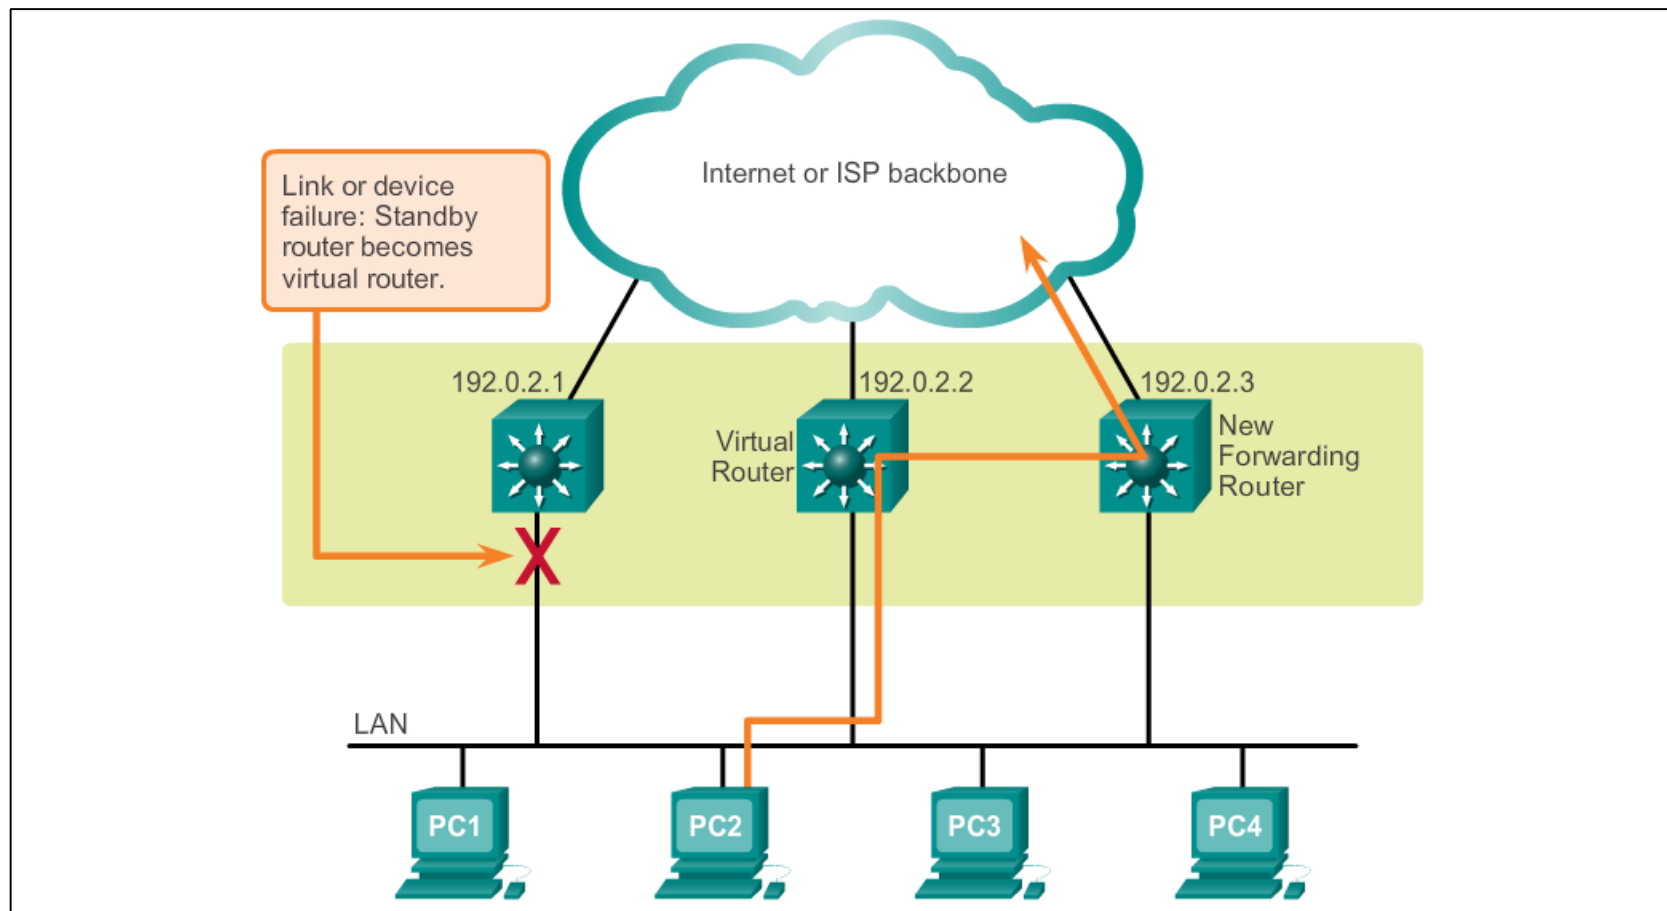 Internet or ISP backbone
Link or device
failure: Standby
router becomes
virtual router.
192.0.2.1
192.0.2.2
192.0.2.3
Virtual
Router
New
Forwarding
Router
X
LAN
PC1
PC2
PC3
PC4